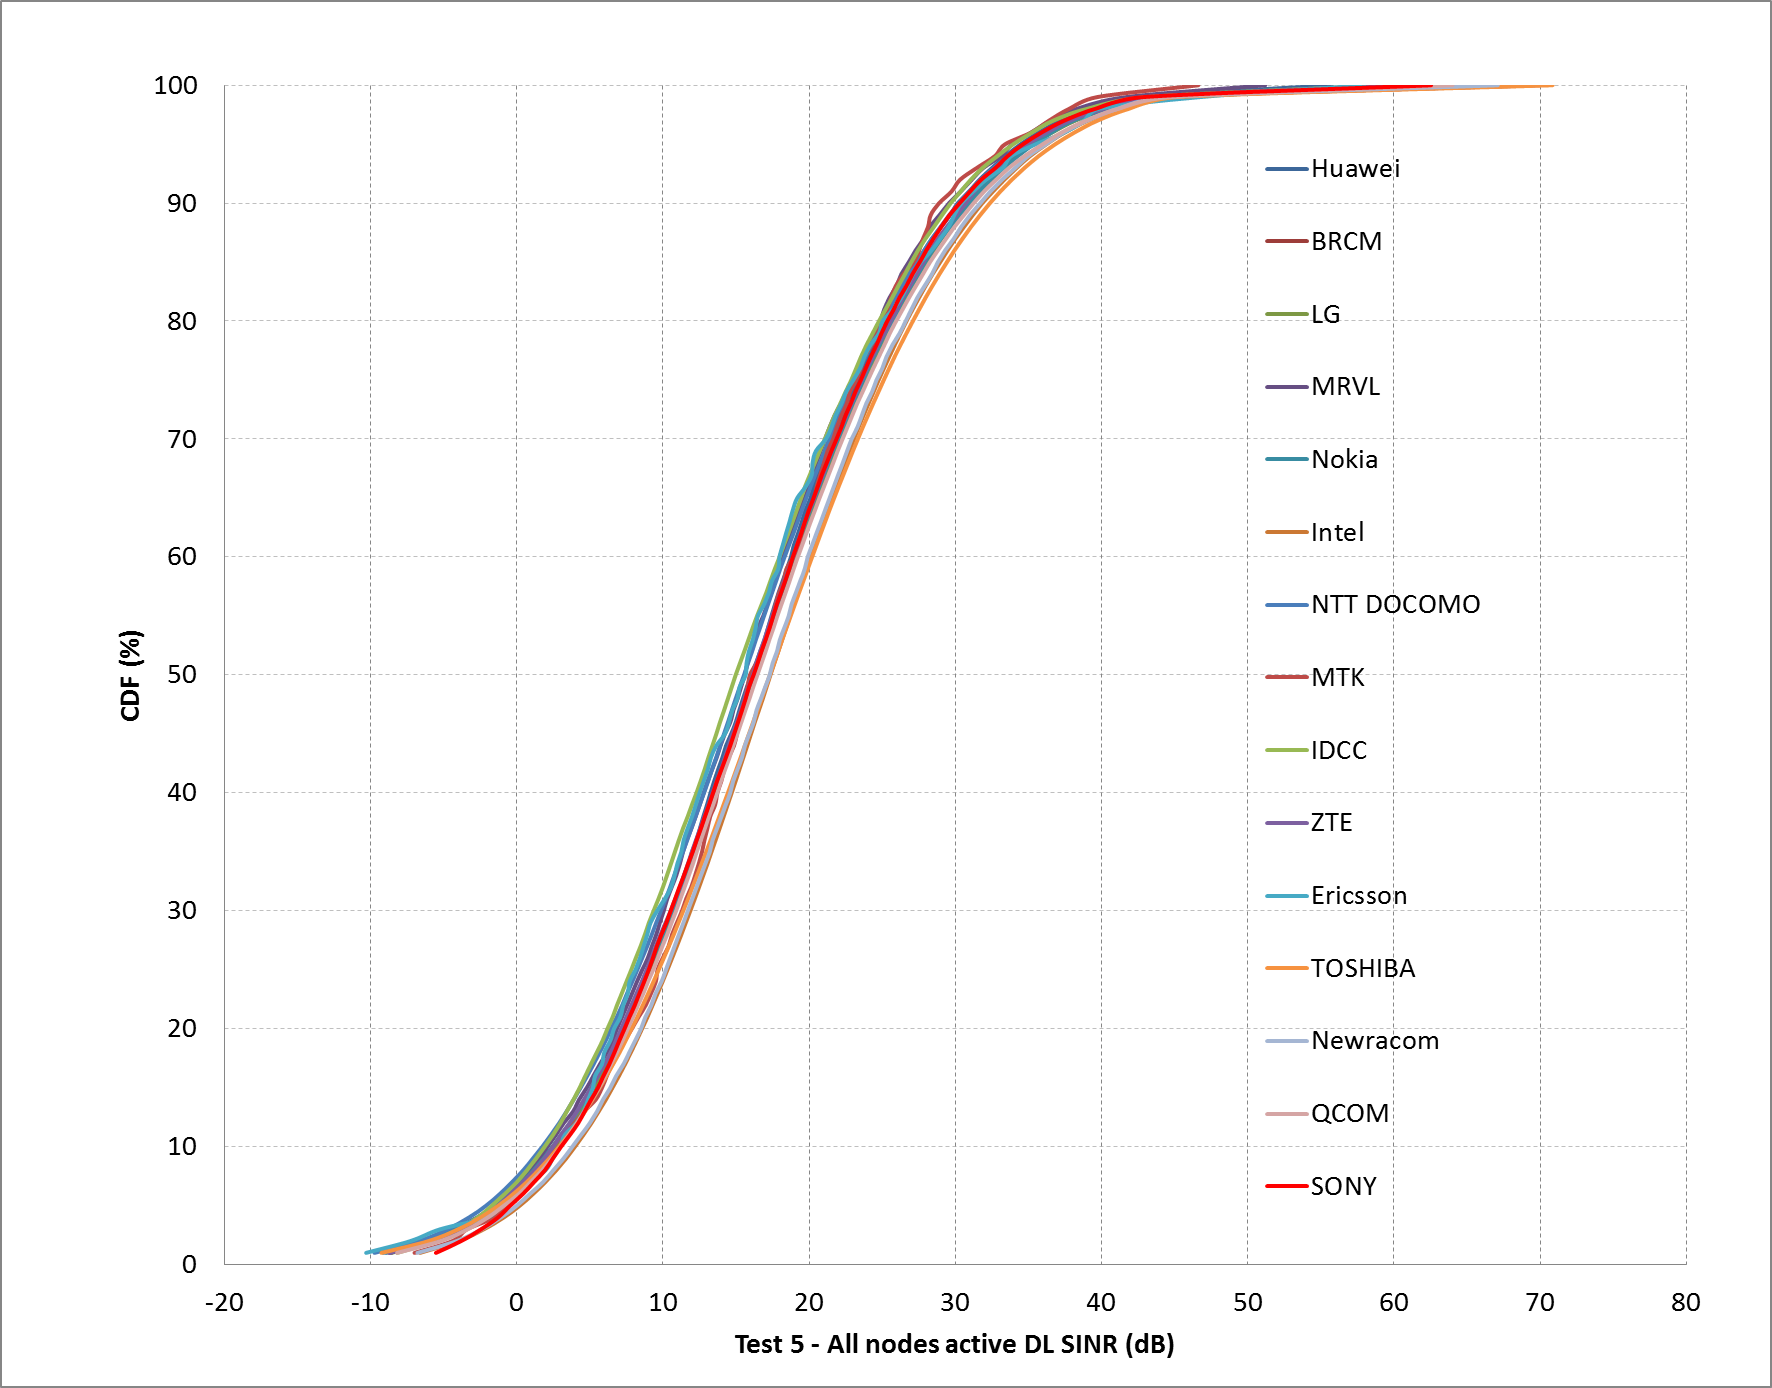 100
90
80
70
60
50
40
30
20
10
0
CDF (%)
-20 -10 0 10 20 30 40 50 60 70 80
Test 5 - All nodes active DL SINR (dB)
Huawei
BRCM
LG
MRVL
Nokia
Intel
NTT DOCOMO
MTK
IDCC
ZTE
Ericsson
TOSHIBA
Newracom
QCOM
SONY